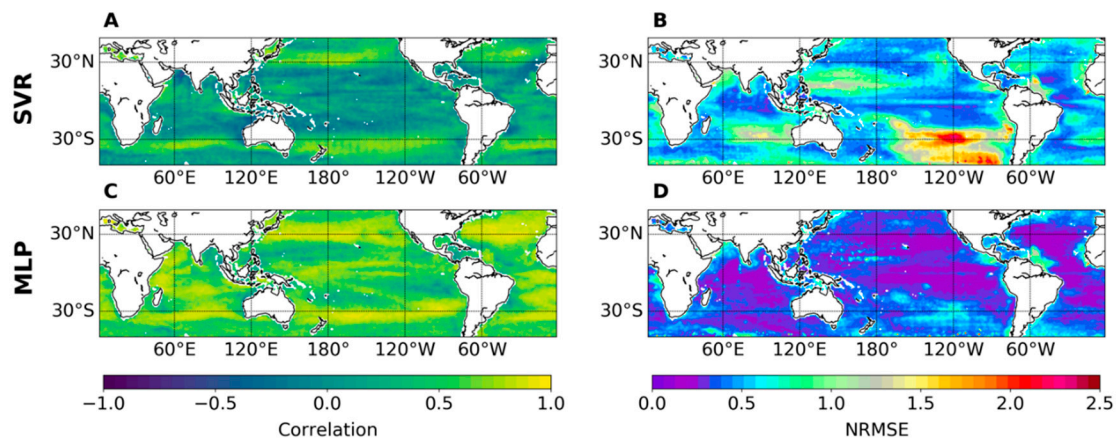 A B
SVR
30°N 30°N
30°S 30°S
60°E 120°E 180° 120°W 60°W 60°E 120°E 180° 120°W 60°W
C D
MLP
30°N 30°N
30°S 30°S
60°E 120°E 180° 120°W 60°W 60°E 120°E 180° 120°W 60°W
−1.0 −0.5 0.0 0.5 1.0 0.0 0.5 1.0 1.5 2.0 2.5
Correlation NRMSE